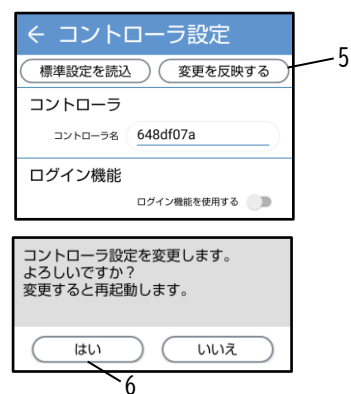 ← コントローラ設定
標準設定を読込 変更を反映する
5
コントローラ
コントローラ名 648df07a
ログイン機能
ログイン機能を使用する
コントローラ設定を変更します。
よろしいですか？
変更すると再起動します。
はい いいえ
6